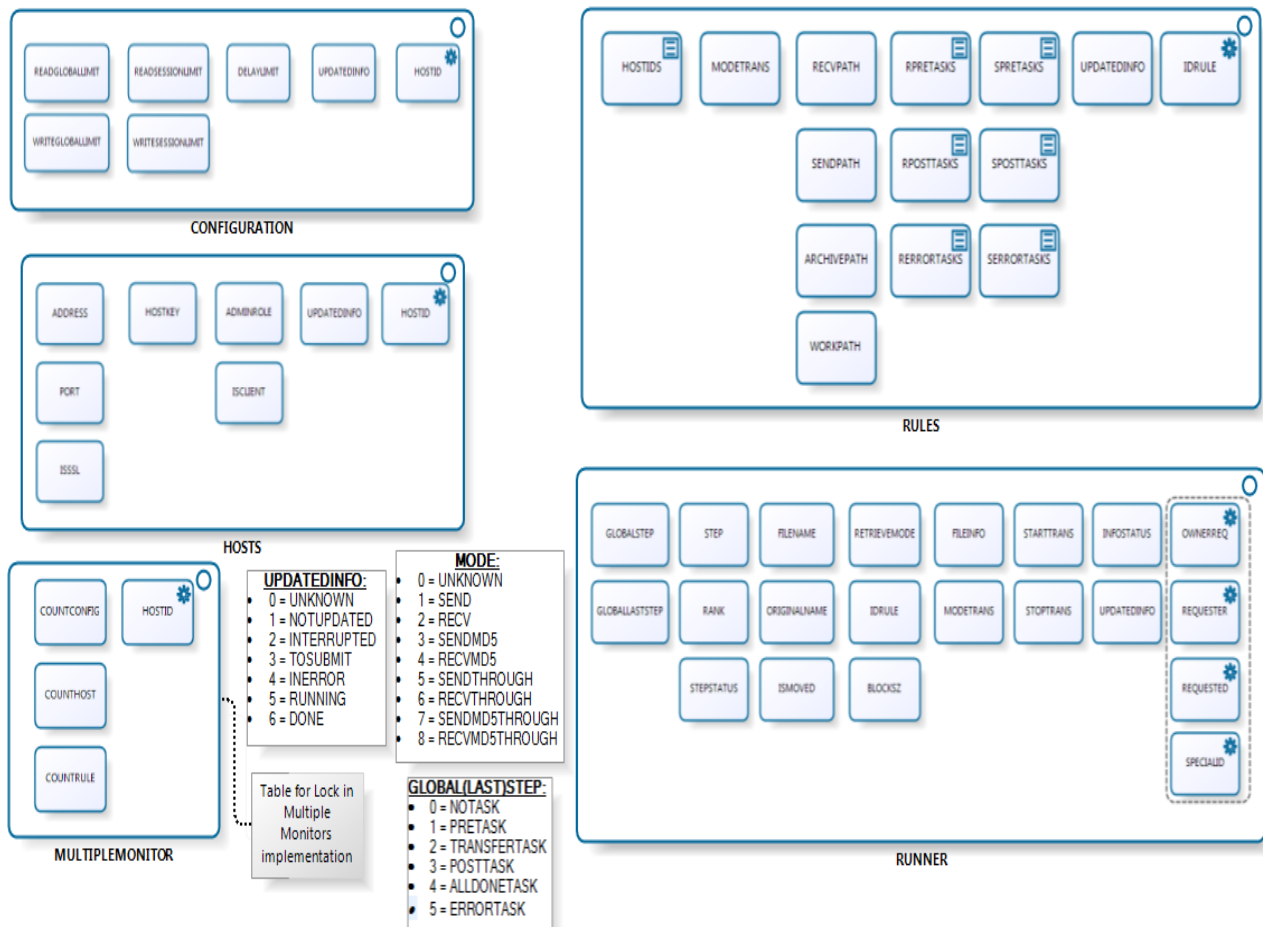 READGLOBALLIMIT
READSESSIONLIMIT
DELAYLIMIT
UPDATEDINFO
HOSTID
WRITEGLOBALLIMIT
WRITESESSIONLIMIT
CONFIGURATION
HOSTIDS
MODETRANS
RECVPATH
RPRETASKS
SPRETASKS
UPDATEDINFO
IDRULE
SENDPATH
RPOSTTASKS
SPOSTTASKS
ARCHIVEPATH
RERRORTASKS
SERRORTASKS
WORKPATH
RULES
ADDRESS
HOSTKEY
ADMINROLE
UPDATEDINFO
HOSTID
PORT
ISCLIENT
ISSSL
HOSTS
COUNTCONFIG
HOSTID
COUNTHOST
COUNTRULE
MULTIPLEMONITOR
UPDATEDINFO:
• 0 = UNKNOWN
• 1 = NOTUPDATED
• 2 = INTERRUPTED
• 3 = TOSUBMIT
• 4 = INERROR
• 5 = RUNNING
• 6 = DONE
Table for Lock in
Multiple
Monitors
implementation
MODE:
• 0 = UNKNOWN
• 1 = SEND
• 2 = RECV
• 3 = SENDMD5
• 4 = RECVMD5
• 5 = SENDTHROUGH
• 6 = RECVTHROUGH
• 7 = SENDMD5THROUGH
• 8 = RECVMD5THROUGH
GLOBAL(LAST)STEP:
• 0 = NOTASK
• 1 = PRETASK
• 2 = TRANSFERTASK
• 3 = POSTTASK
• 4 = ALLDONETASK
• 5 = ERRORTASK
GLOBALSTEP
STEP
FILENAME
RETRIEVEMODE
FILEINFO
STARTTRANS
INFOSTATUS
OWNERREQ
GLOBALLASTSTEP
RANK
ORIGINALNAME
IDRULE
MODETRANS
STOPTRANS
UPDATEDINFO
REQUESTER
STEPSTATUS
ISMOVED
BLOCKSZ
REQUESTED
SPECIALID
RUNNER